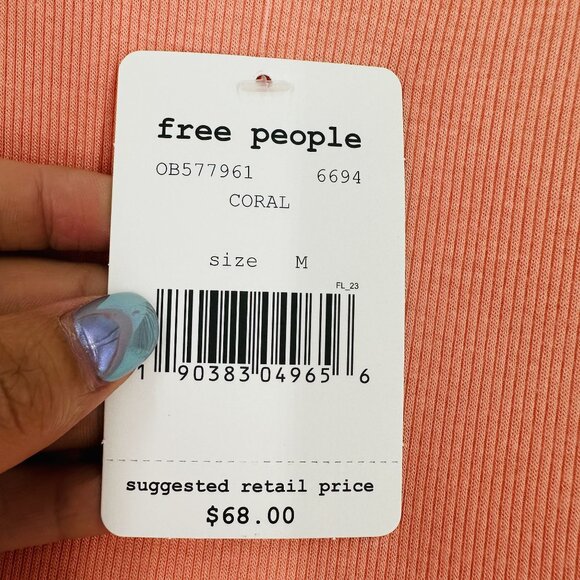 free people
OB577961 6694
CORAL
size M
FL_23
1 90383 04965 6
suggested retail price
$68.00